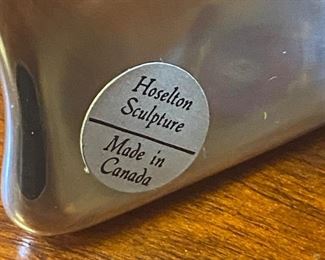 Hoselton
Sculpture
Made in
Canada